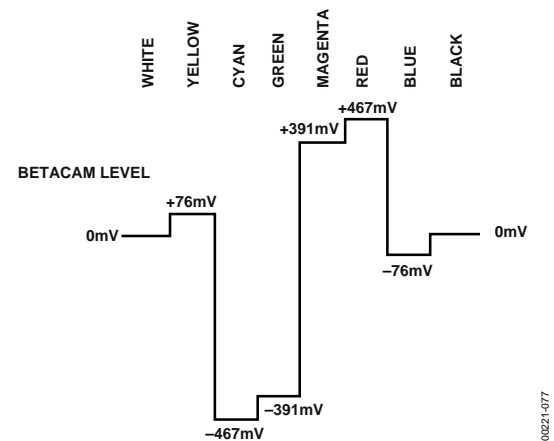 WHITE
YELLOW
CYAN
GREEN
MAGENTA
RED
BLUE
BLACK
+467mV
+391mV
BETACAM LEVEL
+76mV
0mV
0mV
–76mV
–391mV
–467mV
00221-077